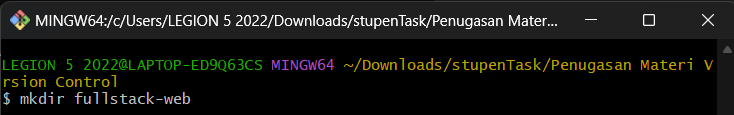 MINGW64:/c/Users/LEGION 5 2022/Downloads/stupenTask/Penugasan Mater...
LEGION 5 2022@LAPTOP-ED9Q63CS MINGW64 ~/Downloads/stupenTask/Penugasan Materi V
rsion Control
$ mkdir fullstack-web